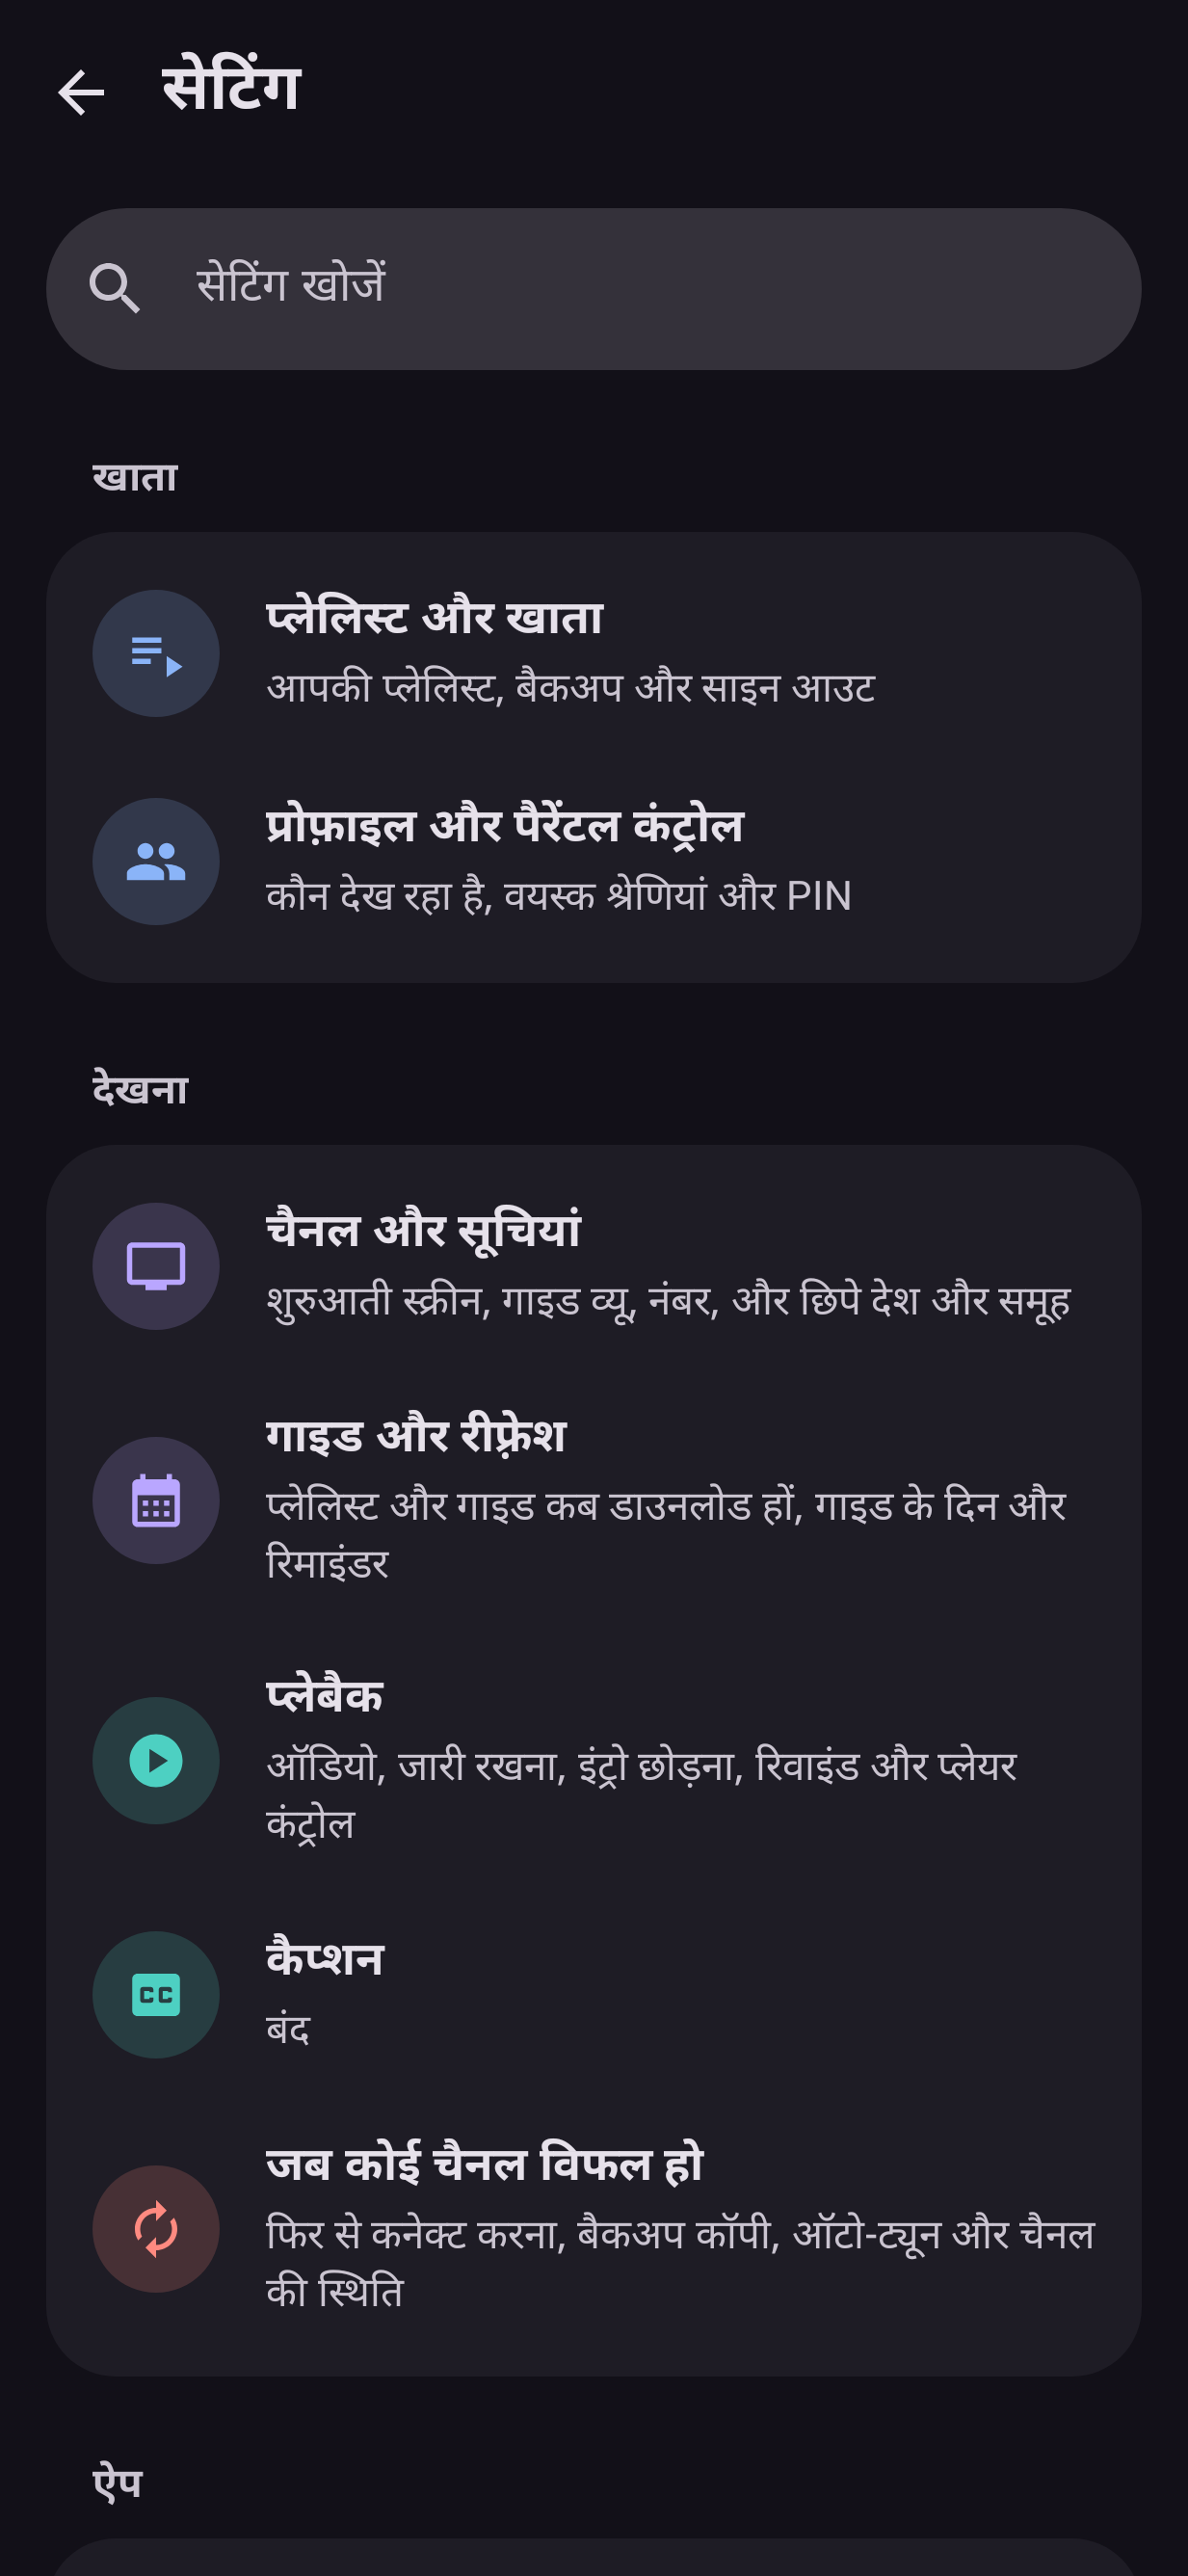 सेटिंग
सेटिंग खोजें
खाता
प्लेलिस्ट और खाता
आपकी प्लेलिस्ट, बैकअप और साइन आउट
प्रोफ़ाइल और पैरेंटल कंट्रोल
कौन देख रहा है, वयस्क श्रेणियां और PIN
देखना
चैनल और सूचियां
शुरुआती स्क्रीन, गाइड व्यू, नंबर, और छिपे देश और समूह
गाइड और रीफ़्रेश
प्लेलिस्ट और गाइड कब डाउनलोड हों, गाइड के दिन और
रिमाइंडर
प्लेबैक
ऑडियो, जारी रखना, इंट्रो छोड़ना, रिवाइंड और प्लेयर
कंट्रोल
CC
कैप्शन
बंद
जब कोई चैनल विफल हो
फिर से कनेक्ट करना, बैकअप कॉपी, ऑटो-ट्यून और चैनल
की स्थिति
ऐप